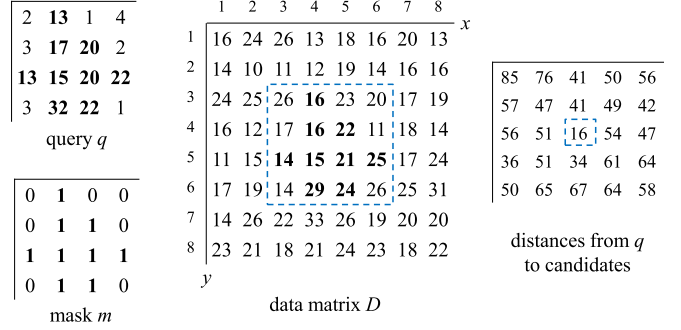 2 13 1 4
3 17 20 2
13 15 20 22
3 32 22 1
query q
0 1 0 0
0 1 1 0
1 1 1 1
0 1 1 0
mask m
1 2 3 4 5 6 7 8
x
1 16 24 26 13 18 16 20 13
2 14 10 11 12 19 14 16 16
3 24 25 26 16 23 20 17 19
4 16 12 17 16 22 11 18 14
5 11 15 14 15 21 25 17 24
6 17 19 14 29 24 26 25 31
7 14 26 22 33 26 19 20 20
8 23 21 18 21 24 23 18 22
y
data matrix D
85 76 41 50 56
57 47 41 49 42
56 51 16 54 47
36 51 34 61 64
50 65 67 64 58
distances from q
to candidates